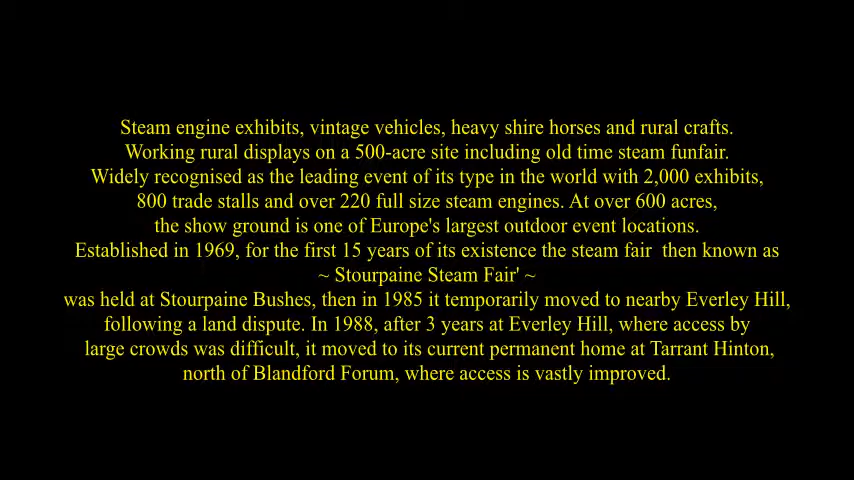 Steam engine exhibits, vintage vehicles, heavy shire horses and rural crafts.
Working rural displays on a 500-acre site including old time steam funfair.
Widely recognised as the leading event of its type in the world with 2,000 exhibits,
800 trade stalls and over 220 full size steam engines. At over 600 acres,
the show ground is one of Europe's largest outdoor event locations.
Established in 1969, for the first 15 years of its existence the steam fair  then known as
~ Stourpaine Steam Fair' ~
was held at Stourpaine Bushes, then in 1985 it temporarily moved to nearby Everley Hill,
following a land dispute. In 1988, after 3 years at Everley Hill, where access by
large crowds was difficult, it moved to its current permanent home at Tarrant Hinton,
north of Blandford Forum, where access is vastly improved.